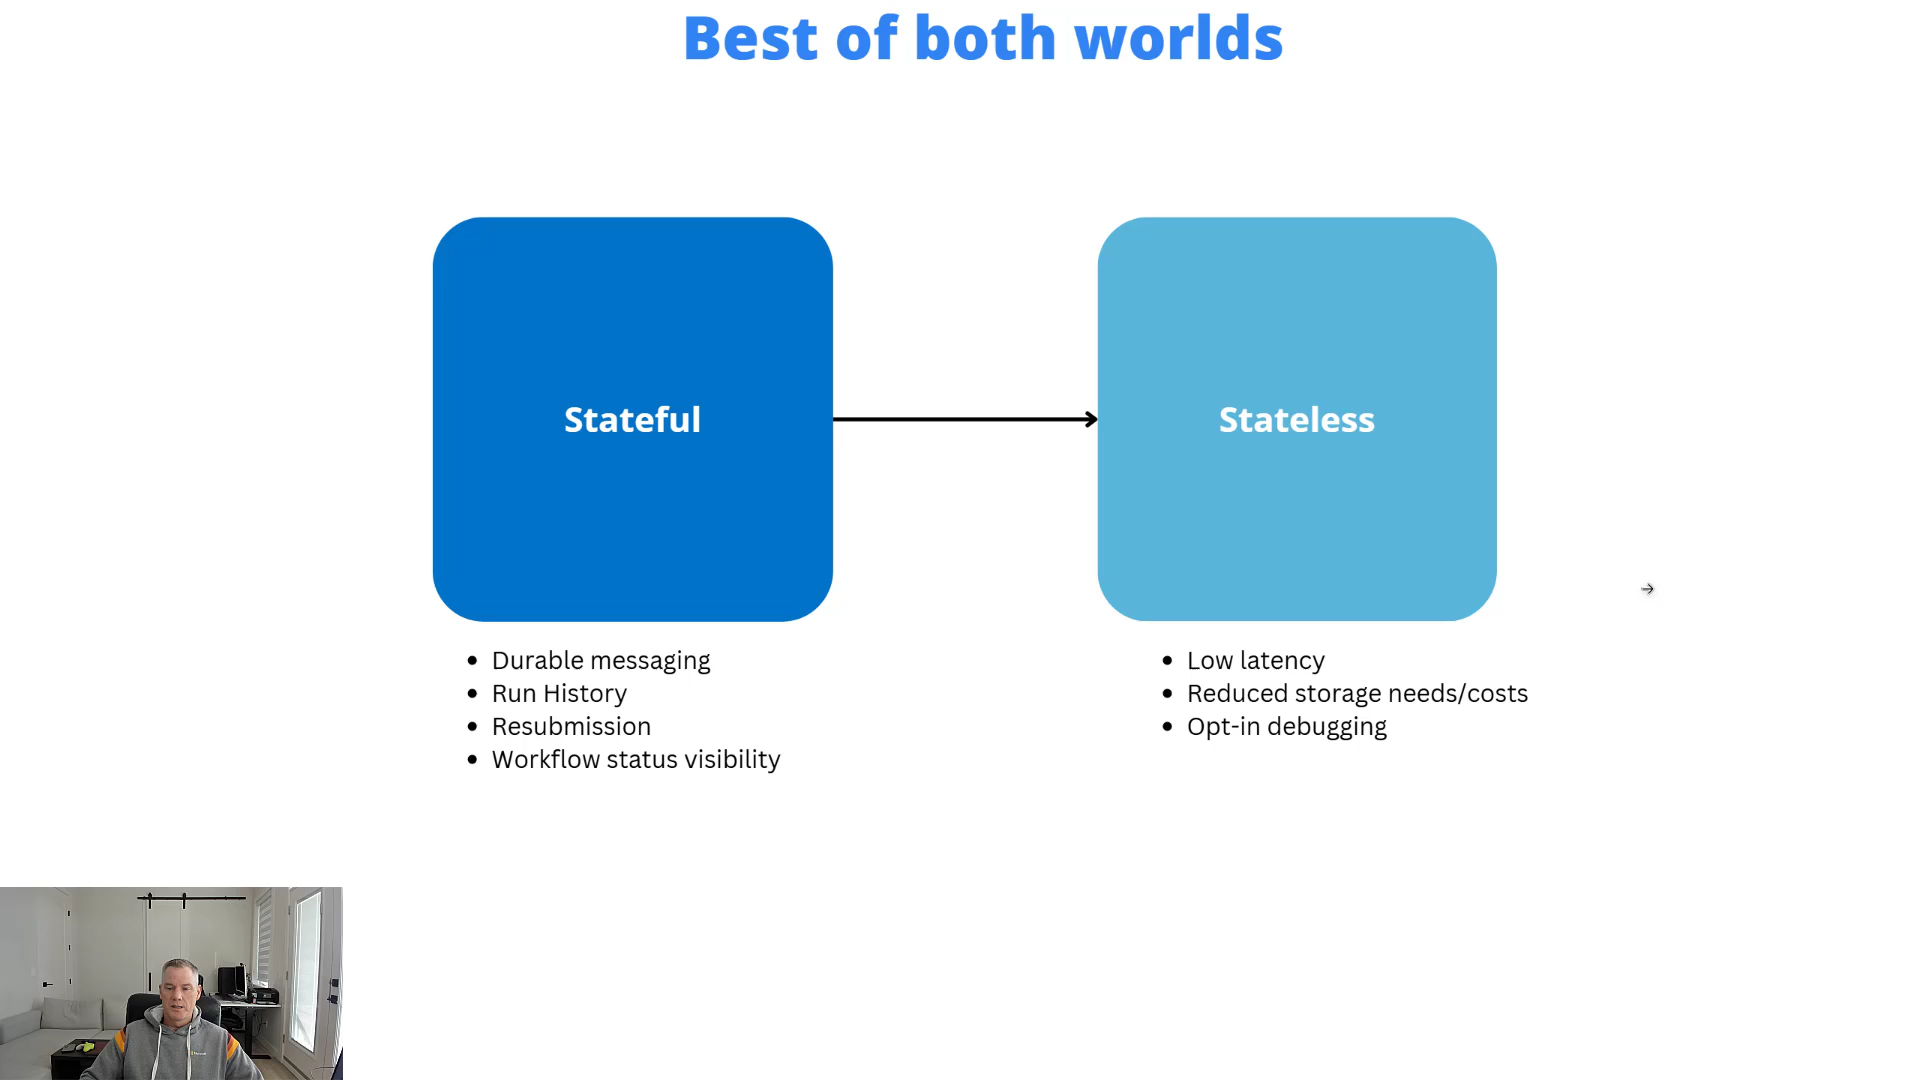 Best of both worlds
Stateful
Stateless
• Durable messaging
• Run History
• Resubmission
• Workflow status visibility
• Low latency
• Reduced storage needs/costs
• Opt-in debugging